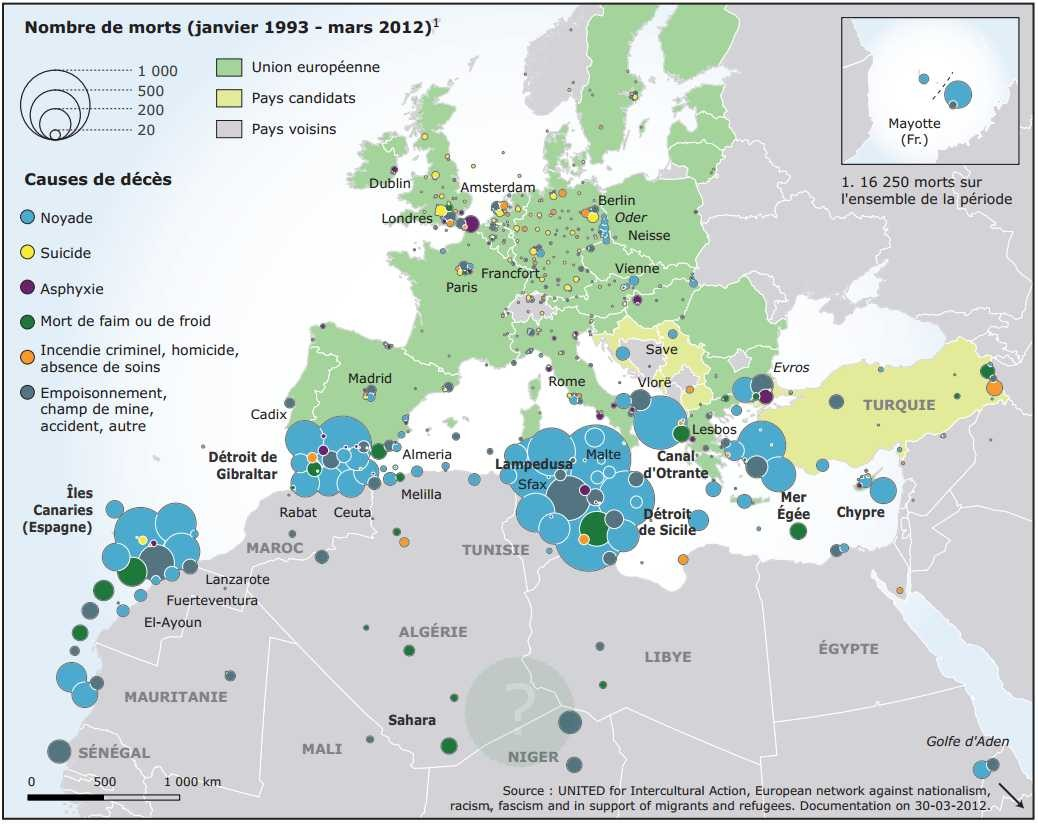 Nombre de morts (janvier 1993 - mars 2012)¹
1 000
500
200
20
Union européenne
Pays candidats
Pays voisins
Causes de décès
Noyade
Suicide
Asphyxie
Mort de faim ou de froid
Incendie criminel, homicide,
absence de soins
Empoisonnement,
champ de mine,
accident, autre
Mayotte
(Fr.)
1. 16 250 morts sur
l'ensemble de la période
Dublin
Amsterdam
Londres
Berlin
Oder
Neisse
Francfort
Paris
Vienne
Save
Madrid
Rome
Vlorë
Evros
TURQUIE
Cadix
Lesbos
Détroit de
Gibraltar
Almeria
Lampedusa
Malte
Canal
d'Otrante
Sfax
Melilla
Îles
Canaries
(Espagne)
Rabat
Ceuta
Détroit
de Sicile
Mer
Égée
Chypre
MAROC
TUNISIE
Lanzarote
Fuerteventura
El-Ayoun
ALGÉRIE
LIBYE
ÉGYPTE
MAURITANIE
Sahara
?
SÉNÉGAL
MALI
NIGER
Golfe d'Aden
0
500
1 000 km
Source : UNITED for Intercultural Action, European network against nationalism,
racism, fascism and in support of migrants and refugees. Documentation on 30-03-2012.